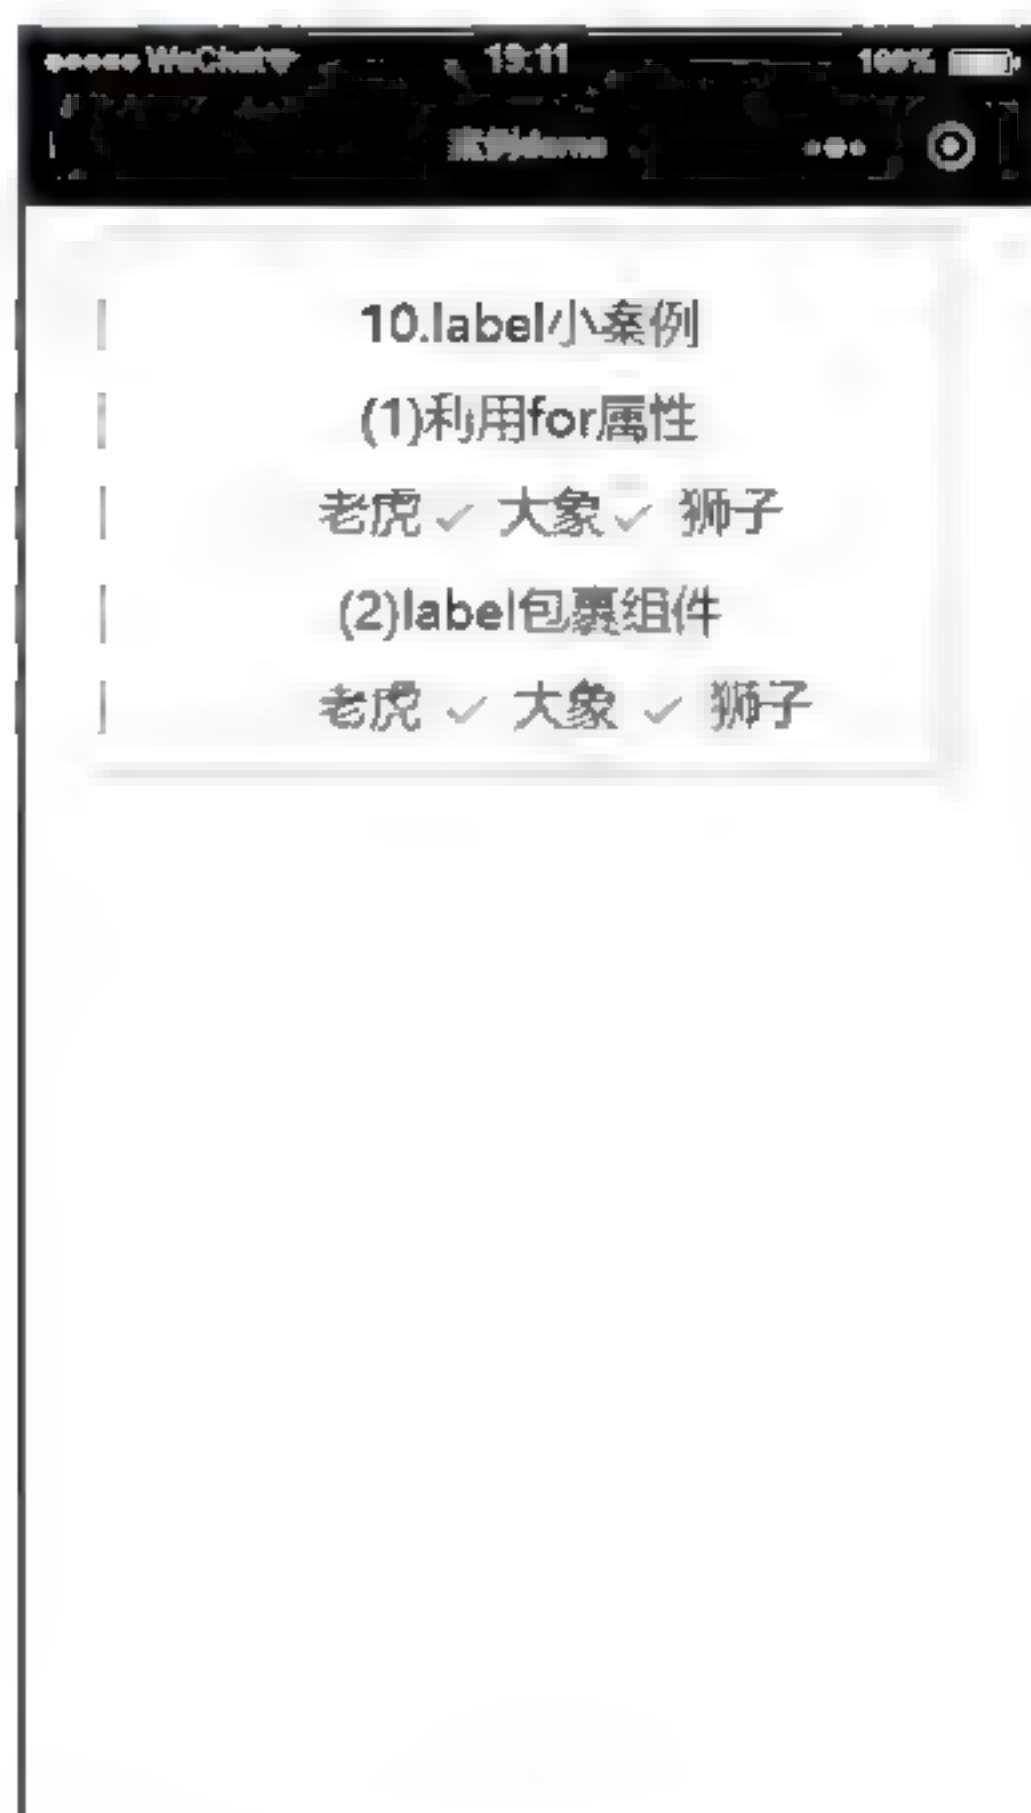 WeChat 19:11 100%
10.label小案例
(1)利用for属性
老虎 ✓ 大象 ✓ 狮子
(2)label包裹组件
老虎 ✓ 大象 ✓ 狮子